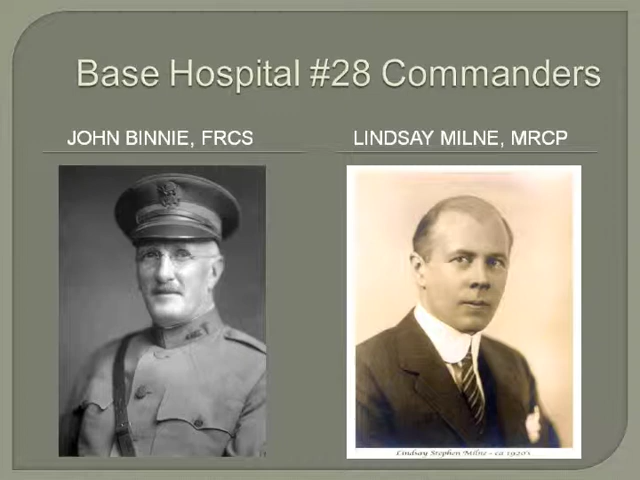 Base Hospital #28 Commanders
JOHN BINNIE, FRCS
LINDSAY MILNE, MRCP
Lindsay Stephen Milne - ca 1920's